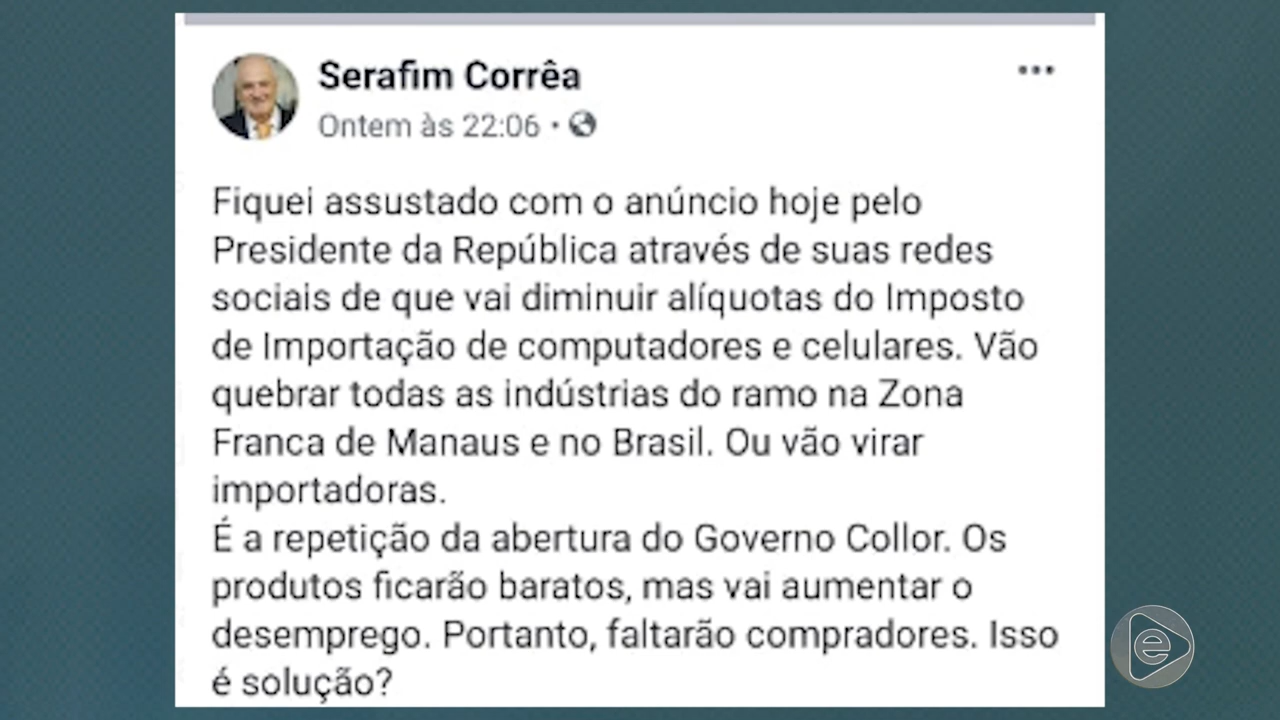 Serafim Corrêa
Ontem às 22:06 •
Fiquei assustado com o anúncio hoje pelo
Presidente da República através de suas redes
sociais de que vai diminuir alíquotas do Imposto
de Importação de computadores e celulares. Vão
quebrar todas as indústrias do ramo na Zona
Franca de Manaus e no Brasil. Ou vão virar
importadoras.
É a repetição da abertura do Governo Collor. Os
produtos ficarão baratos, mas vai aumentar o
desemprego. Portanto, faltarão compradores. Isso
é solução?
e